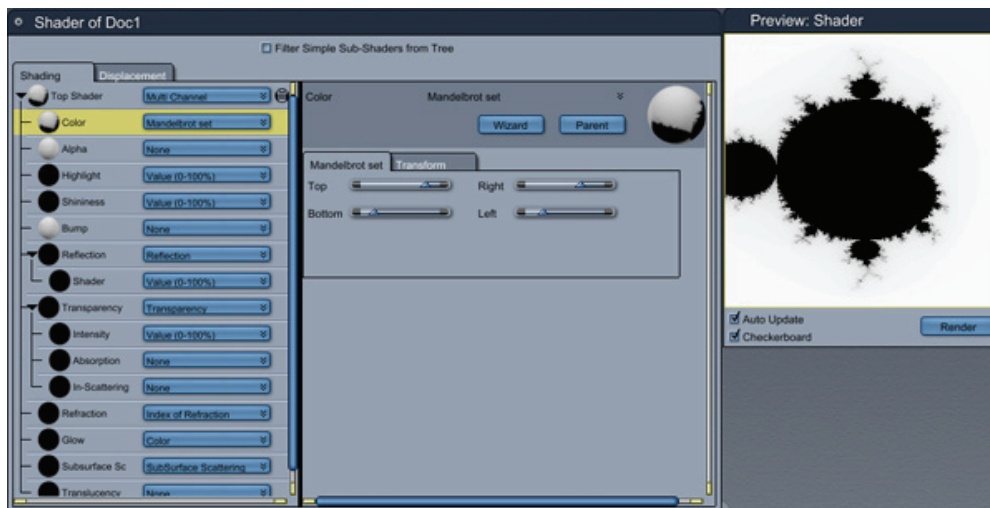 Shader of Doc1
Preview: Shader
Filter Simple Sub-Shaders from Tree
Shading
Displacement
Top Shader
Multi Channel
Color
Mandelbrot set
Alpha
None
Highlight
Value (0-100%)
Shininess
Value (0-100%)
Bump
None
Reflection
Reflection
Shader
Value (0-100%)
Transparency
Transparency
Intensity
Value (0-100%)
Absorption
None
In-Scattering
None
Refraction
Index of Refraction
Glow
Color
Subsurface Sc
SubSurface Scattering
Translucency
None
Color
Mandelbrot set
Wizard
Parent
Mandelbrot set
Transform
Top
Right
Bottom
Left
Auto Update
Checkerboard
Render